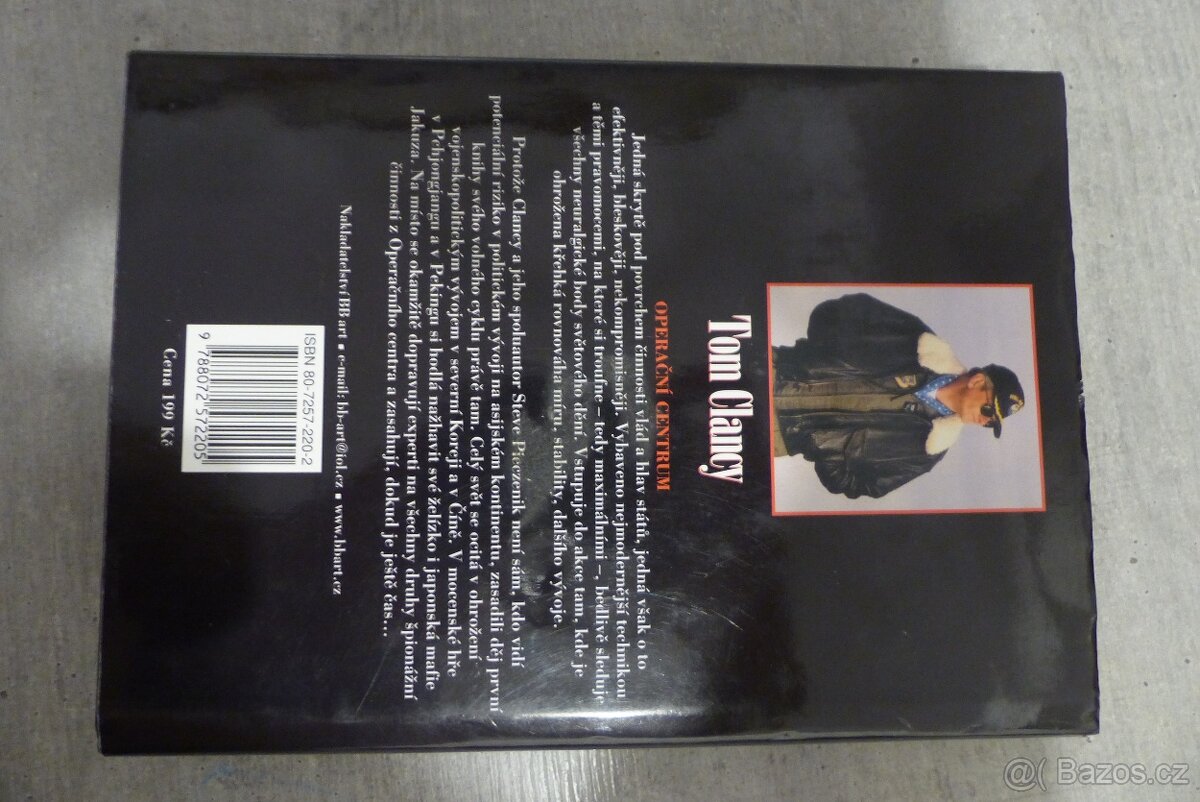 Tom Clancy
OPERAČNÍ CENTRUM
Jedná skrytě pod povrchem činnosti vlád a hlav států, jedná však o to
efektivněji, bleskověji, nekompromisněji. Vybaveno nejmodernější technikou
a těmi pravomocemi, na které si troufne – tedy maximálními –, bedlivě sleduje
všechny neuralgické body světového dění. Vstupuje do akce tam, kde je
ohrožena křehká rovnováha míru, stability, dalšího vývoje.
Protože Clancy a jeho spoluautor Steve Pieczenik není sám, kdo vidí
potenciální riziko v politickém vývoji na asijském kontinentu, zasadili děj první
knihy svého volného cyklu právě tam. Celý svět se ocitá v ohrožení
vojenskopolitickým vývojem v severní Koreji a v Číně. V mocenské hře
v Pchjongjangu a v Pekingu si hodlá nažhavit své želízko i japonská mafie
Jakuza. Na místo se okamžitě dopravují experti na všechny druhy špionážní
činnosti z Operačního centra a zasahují, dokud je ještě čas...
Nakladatelství BB art ■ e-mail: bb-art@iol.cz ■ www.bbart.cz
ISBN 80-7257-220-2
9 788072 572205
Cena 199 Kč
@( Bazos.cz